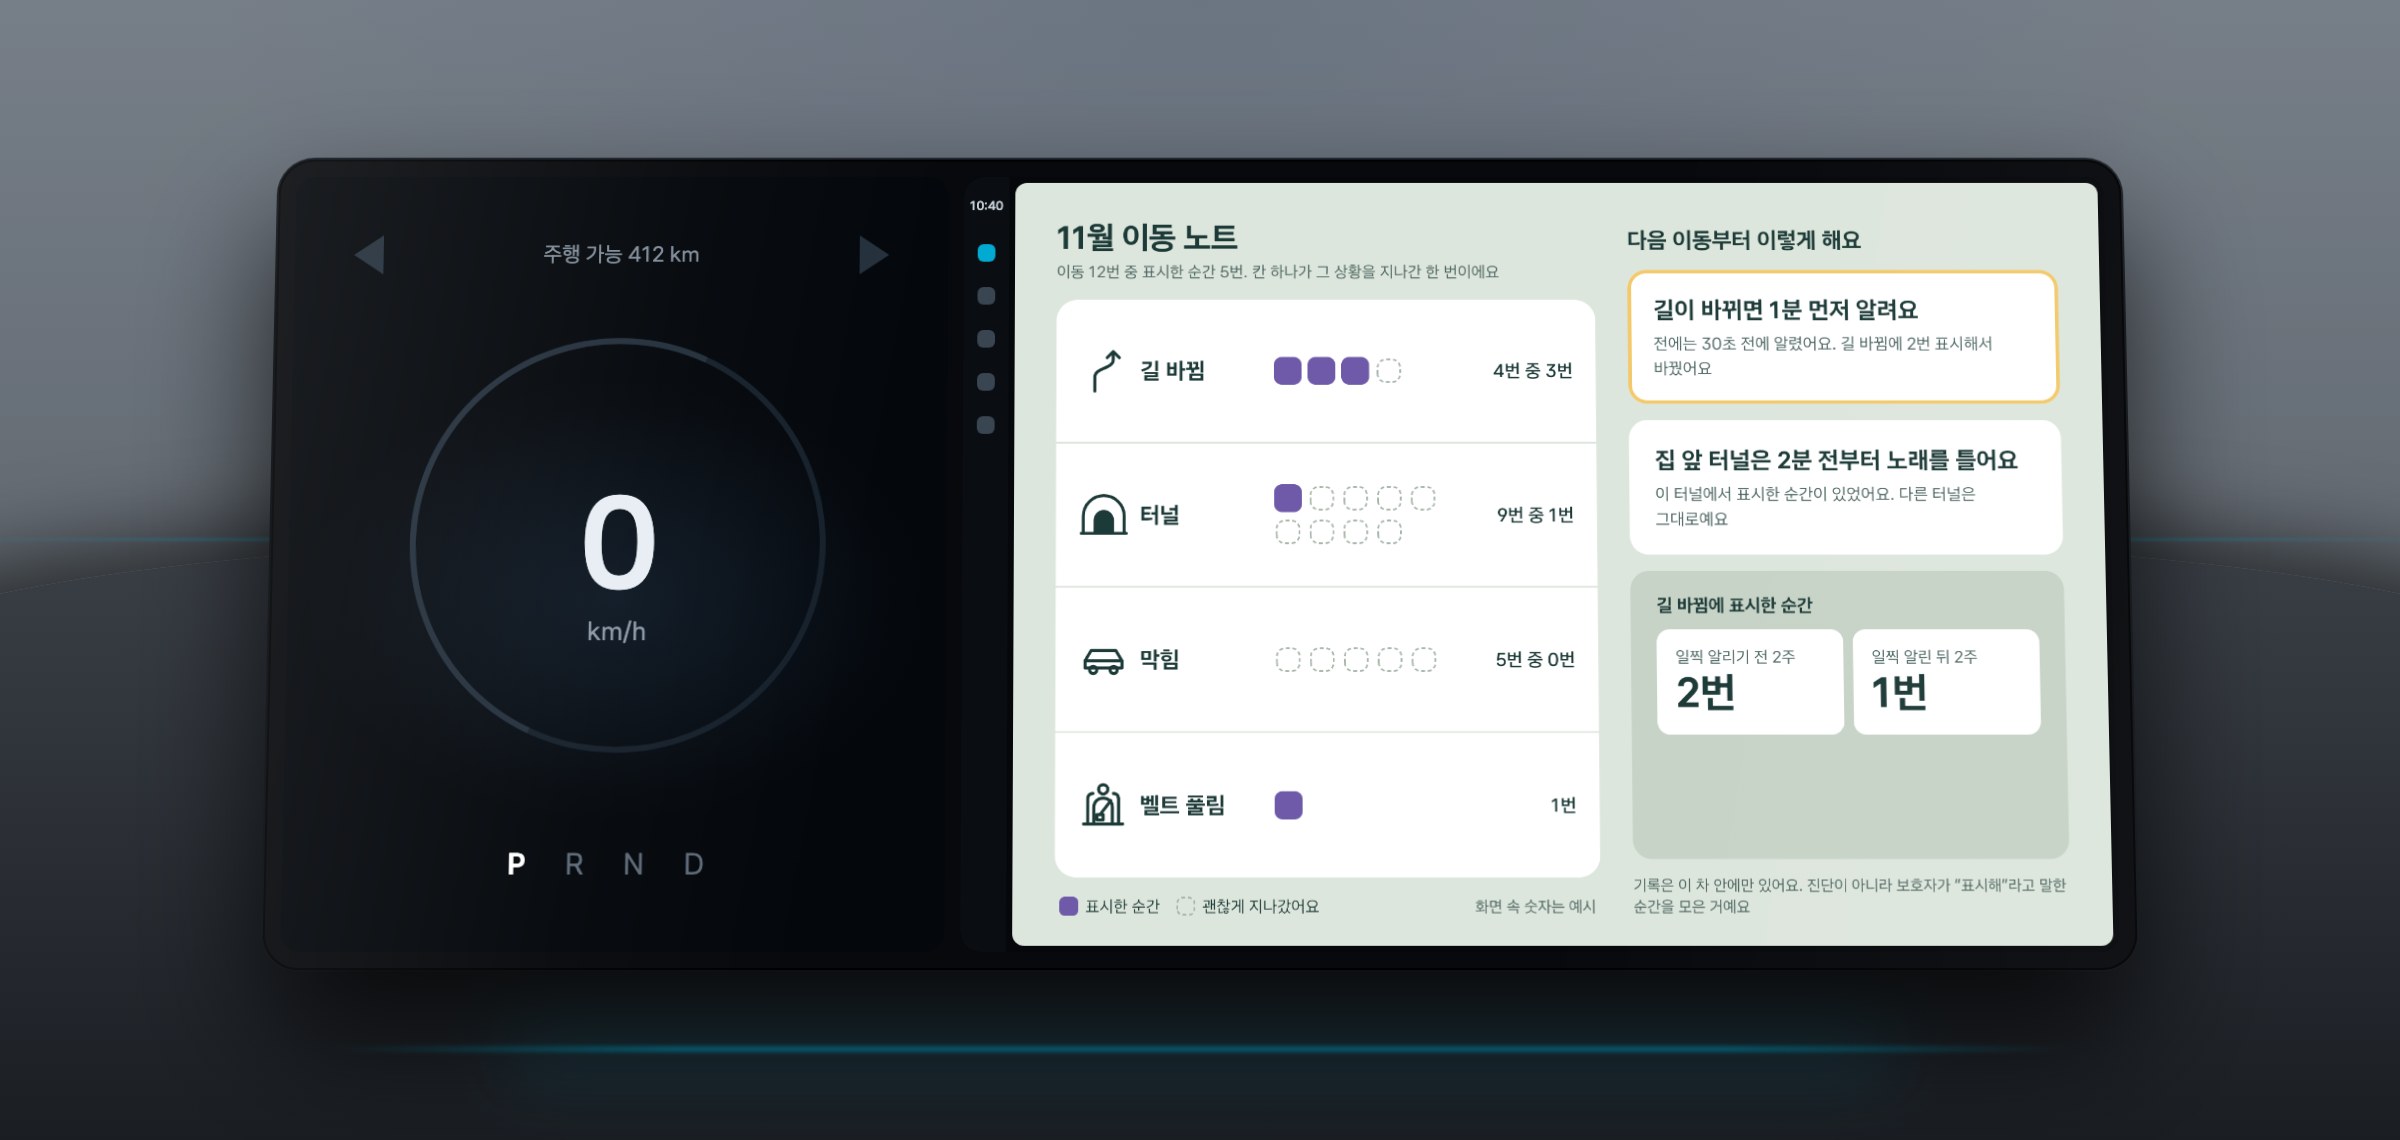 주행 가능 412 km
0
km/h
P R N D
10:40
11월 이동 노트
이동 12번 중 표시한 순간 5번. 칸 하나가 그 상황을 지나간 한 번이에요
길 바뀜
4번 중 3번
터널
9번 중 1번
막힘
5번 중 0번
벨트 풀림
1번
표시한 순간
괜찮게 지나갔어요
화면 속 숫자는 예시
다음 이동부터 이렇게 해요
길이 바뀌면 1분 먼저 알려요
전에는 30초 전에 알렸어요. 길 바뀜에 2번 표시해서
바꿨어요
집 앞 터널은 2분 전부터 노래를 틀어요
이 터널에서 표시한 순간이 있었어요. 다른 터널은
그대로예요
길 바뀜에 표시한 순간
일찍 알리기 전 2주
2번
일찍 알린 뒤 2주
1번
기록은 이 차 안에만 있어요. 진단이 아니라 보호자가 "표시해"라고 말한
순간을 모은 거예요